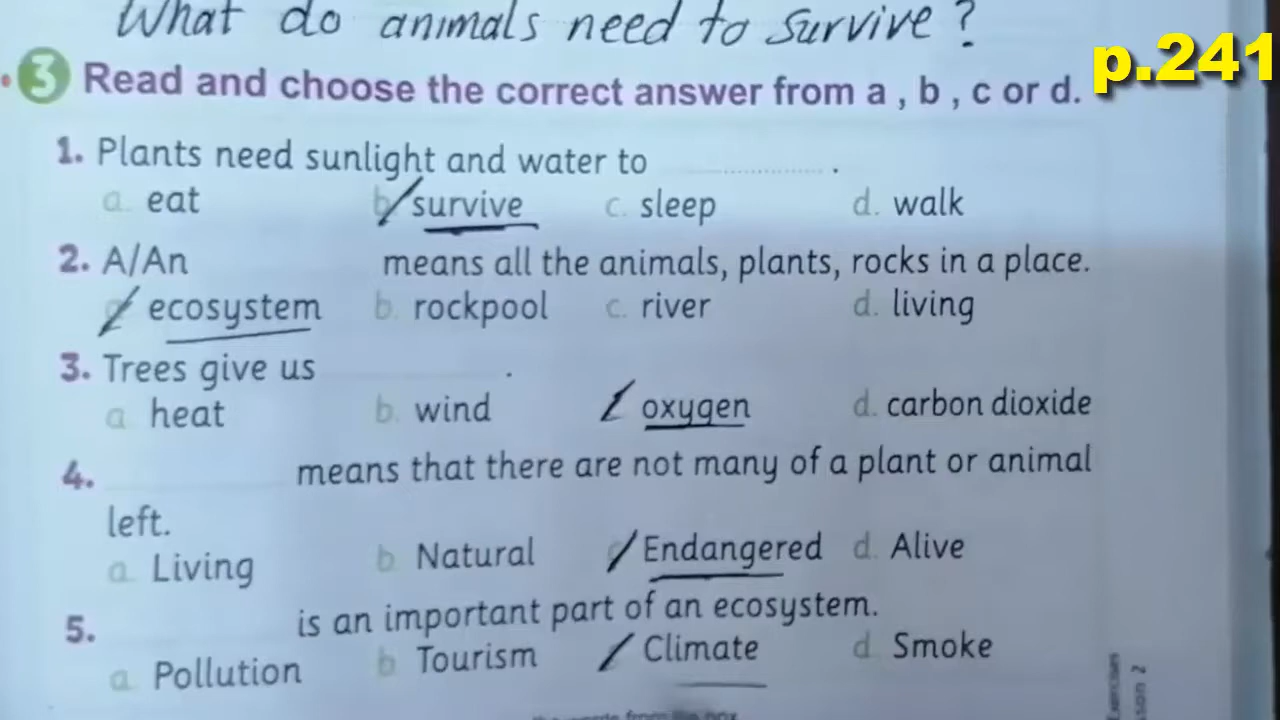 What do animals need to survive?
p.241
3 Read and choose the correct answer from a , b , c or d.
1. Plants need sunlight and water to .................... .
a. eat b. survive c. sleep d. walk
2. A/An means all the animals, plants, rocks in a place.
a. ecosystem b. rockpool c. river d. living
3. Trees give us .
a. heat b. wind c. oxygen d. carbon dioxide
4. means that there are not many of a plant or animal
left.
a. Living b. Natural c. Endangered d. Alive
5. is an important part of an ecosystem.
a. Pollution b. Tourism c. Climate d. Smoke